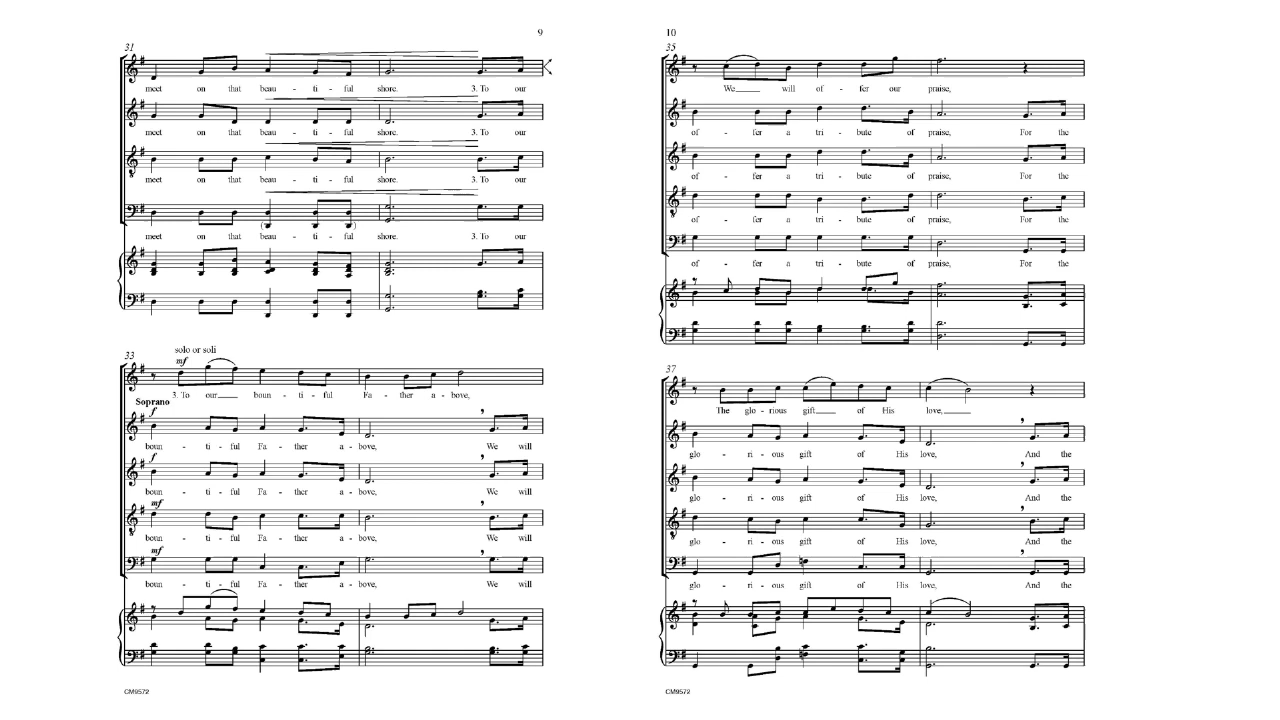 9
31
meet on that beau - ti - ful shore. 3. To our
meet on that beau - ti - ful shore. 3. To our
meet on that beau - ti - ful shore. 3. To our
meet on that beau - ti - ful shore. 3. To our
33
solo or soli
mf
3. To our boun - ti - ful Fa - ther a - bove,
Soprano
f
boun - ti - ful Fa - ther a - bove, We will
f
boun - ti - ful Fa - ther a - bove, We will
mf
boun - ti - ful Fa - ther a - bove, We will
mf
boun - ti - ful Fa - ther a - bove, We will
CM9572
10
35
We will of - fer our praise,
of - fer a tri - bute of praise, For the
of - fer a tri - bute of praise, For the
of - fer a tri - bute of praise, For the
of - fer a tri - bute of praise, For the
37
The glo - rious gift of His love,
glo - ri - ous gift of His love, And the
glo - ri - ous gift of His love, And the
glo - ri - ous gift of His love, And the
glo - ri - ous gift of His love, And the
CM9572